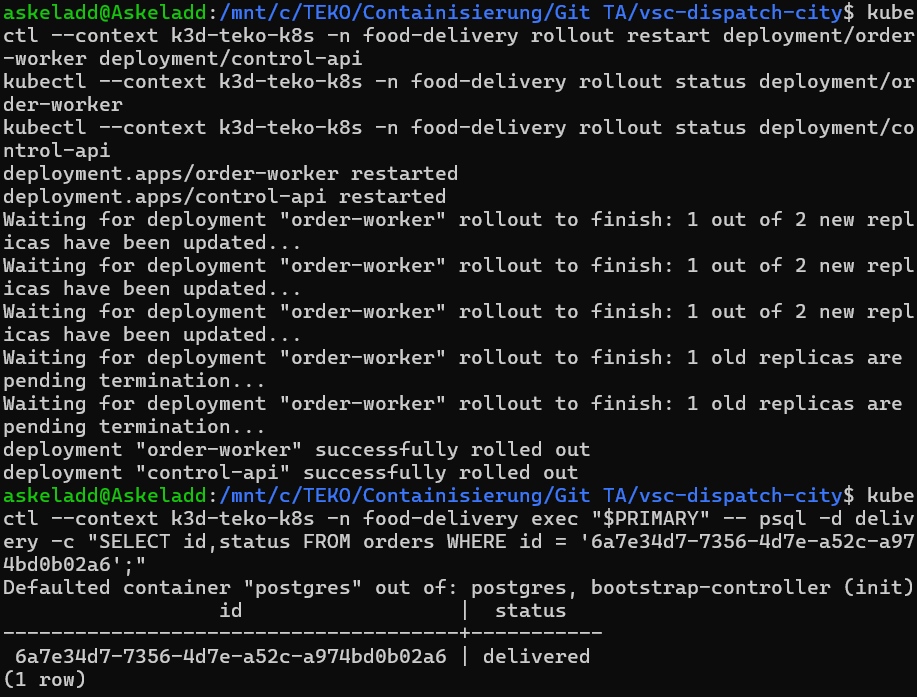 askeladd@Askeladd:/mnt/c/TEKO/Containisierung/Git TA/vsc-dispatch-city$ kube
ctl --context k3d-teko-k8s -n food-delivery rollout restart deployment/order
-worker deployment/control-api
kubectl --context k3d-teko-k8s -n food-delivery rollout status deployment/or
der-worker
kubectl --context k3d-teko-k8s -n food-delivery rollout status deployment/co
ntrol-api
deployment.apps/order-worker restarted
deployment.apps/control-api restarted
Waiting for deployment "order-worker" rollout to finish: 1 out of 2 new repl
icas have been updated...
Waiting for deployment "order-worker" rollout to finish: 1 out of 2 new repl
icas have been updated...
Waiting for deployment "order-worker" rollout to finish: 1 out of 2 new repl
icas have been updated...
Waiting for deployment "order-worker" rollout to finish: 1 old replicas are
pending termination...
Waiting for deployment "order-worker" rollout to finish: 1 old replicas are
pending termination...
deployment "order-worker" successfully rolled out
deployment "control-api" successfully rolled out
askeladd@Askeladd:/mnt/c/TEKO/Containisierung/Git TA/vsc-dispatch-city$ kube
ctl --context k3d-teko-k8s -n food-delivery exec "$PRIMARY" -- psql -d deliv
ery -c "SELECT id,status FROM orders WHERE id = '6a7e34d7-7356-4d7e-a52c-a97
4bd0b02a6';"
Defaulted container "postgres" out of: postgres, bootstrap-controller (init)
                  id                  |  status
--------------------------------------+-----------
 6a7e34d7-7356-4d7e-a52c-a974bd0b02a6 | delivered
(1 row)